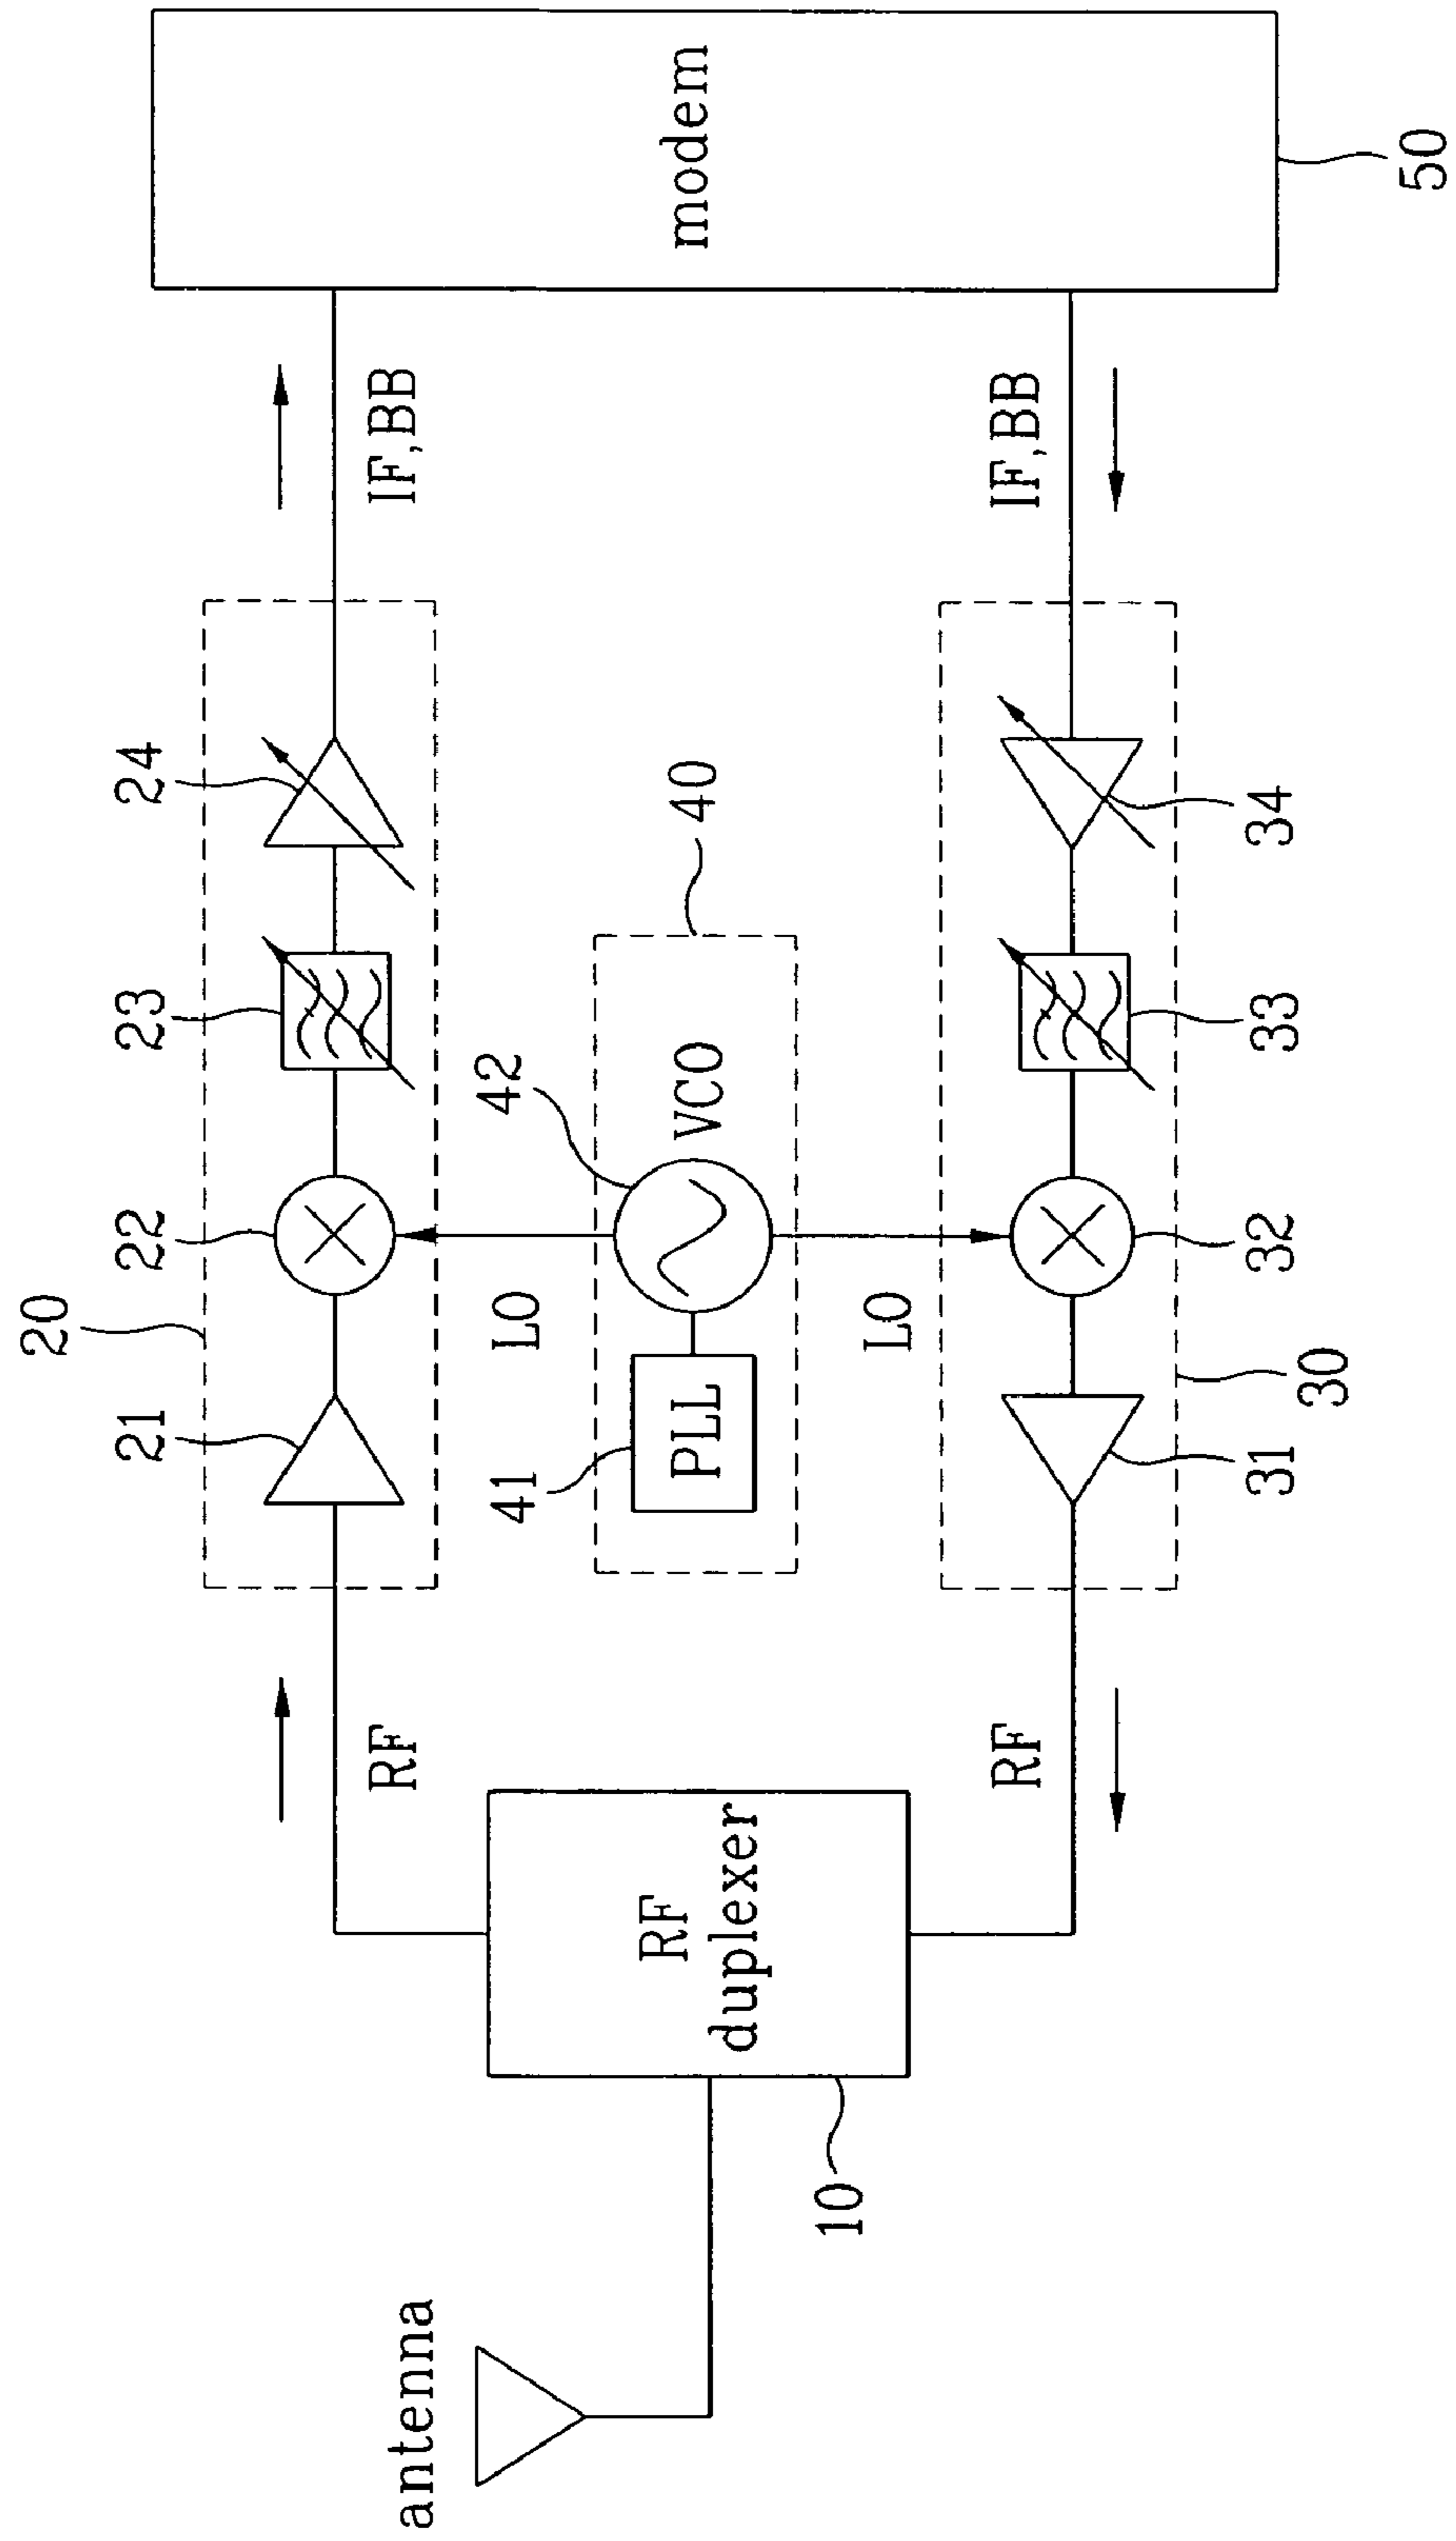 antenna
RF
duplexer
10
RF
RF
20
21
22
23
24
LO
LO
41
PLL
42
VCO
40
30
31
32
33
34
IF,BB
IF,BB
modem
50